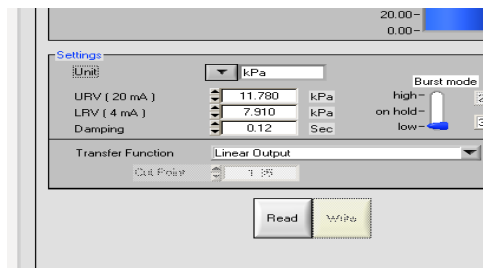 20.00-
0.00-
Settings
Unit kPa
Burst mode
URV ( 20 mA ) 11.780 kPa high-
LRV ( 4 mA ) 7.910 kPa on hold-
Damping 0.12 Sec low-
Transfer Function Linear Output
Cut Point
Read Write